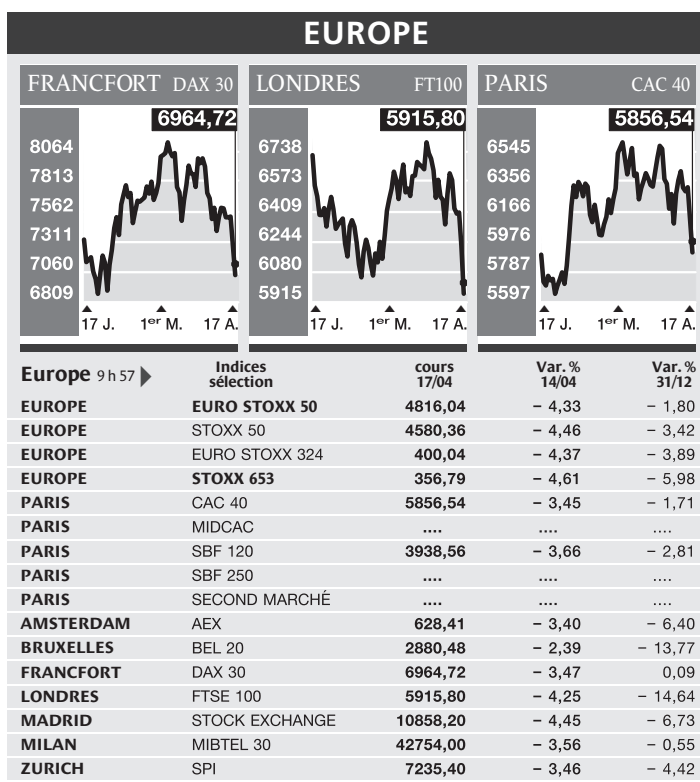 EUROPE
FRANCFORT DAX 30
6964,72
8064
7813
7562
7311
7060
6809
17 J. 1er M. 17 A.
LONDRES FT100
5915,80
6738
6573
6409
6244
6080
5915
17 J. 1er M. 17 A.
PARIS CAC 40
5856,54
6545
6356
6166
5976
5787
5597
17 J. 1er M. 17 A.
Europe 9 h 57 Indices sélection cours 17/04 Var. % 14/04 Var. % 31/12
EUROPE EURO STOXX 50 4816,04 – 4,33 – 1,80
EUROPE STOXX 50 4580,36 – 4,46 – 3,42
EUROPE EURO STOXX 324 400,04 – 4,37 – 3,89
EUROPE STOXX 653 356,79 – 4,61 – 5,98
PARIS CAC 40 5856,54 – 3,45 – 1,71
PARIS MIDCAC .... .... ....
PARIS SBF 120 3938,56 – 3,66 – 2,81
PARIS SBF 250 .... .... ....
PARIS SECOND MARCHÉ .... .... ....
AMSTERDAM AEX 628,41 – 3,40 – 6,40
BRUXELLES BEL 20 2880,48 – 2,39 – 13,77
FRANCFORT DAX 30 6964,72 – 3,47 0,09
LONDRES FTSE 100 5915,80 – 4,25 – 14,64
MADRID STOCK EXCHANGE 10858,20 – 4,45 – 6,73
MILAN MIBTEL 30 42754,00 – 3,56 – 0,55
ZURICH SPI 7235,40 – 3,46 – 4,42